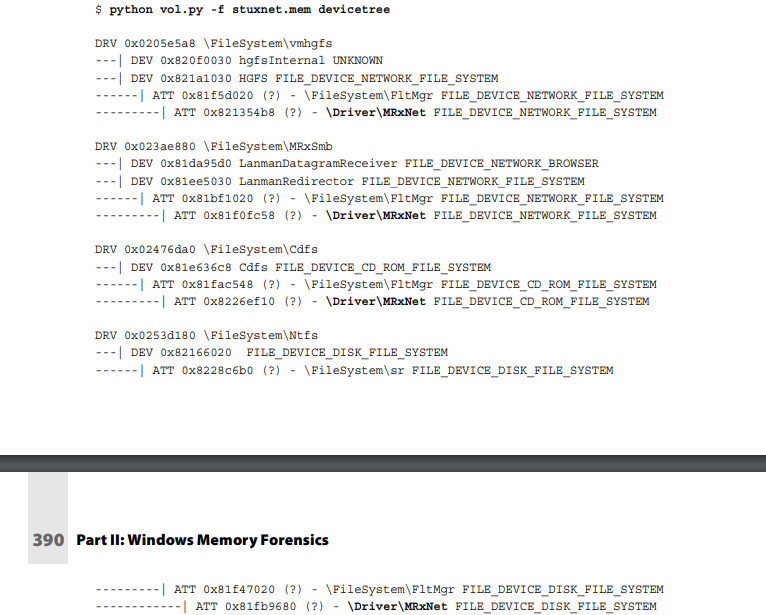 $ python vol.py -f stuxnet.mem devicetree
DRV 0x0205e5a8 \FileSystem\vmhgfs
---| DEV 0x820f0030 hgfsInternal UNKNOWN
---| DEV 0x821a1030 HGFS FILE_DEVICE_NETWORK_FILE_SYSTEM
------| ATT 0x81f5d020 (?) - \FileSystem\FltMgr FILE_DEVICE_NETWORK_FILE_SYSTEM
---------| ATT 0x821354b8 (?) - \Driver\MRxNet FILE_DEVICE_NETWORK_FILE_SYSTEM
DRV 0x023ae880 \FileSystem\MRxSmb
---| DEV 0x81da95d0 LanmanDatagramReceiver FILE_DEVICE_NETWORK_BROWSER
---| DEV 0x81ee5030 LanmanRedirector FILE_DEVICE_NETWORK_FILE_SYSTEM
------| ATT 0x81bf1020 (?) - \FileSystem\FltMgr FILE_DEVICE_NETWORK_FILE_SYSTEM
---------| ATT 0x81f0fc58 (?) - \Driver\MRxNet FILE_DEVICE_NETWORK_FILE_SYSTEM
DRV 0x02476da0 \FileSystem\Cdfs
---| DEV 0x81e636c8 Cdfs FILE_DEVICE_CD_ROM_FILE_SYSTEM
------| ATT 0x81fac548 (?) - \FileSystem\FltMgr FILE_DEVICE_CD_ROM_FILE_SYSTEM
---------| ATT 0x8226ef10 (?) - \Driver\MRxNet FILE_DEVICE_CD_ROM_FILE_SYSTEM
DRV 0x0253d180 \FileSystem\Ntfs
---| DEV 0x82166020  FILE_DEVICE_DISK_FILE_SYSTEM
------| ATT 0x8228c6b0 (?) - \FileSystem\sr FILE_DEVICE_DISK_FILE_SYSTEM
390 Part II: Windows Memory Forensics
---------| ATT 0x81f47020 (?) - \FileSystem\FltMgr FILE_DEVICE_DISK_FILE_SYSTEM
------------| ATT 0x81fb9680 (?) - \Driver\MRxNet FILE_DEVICE_DISK_FILE_SYSTEM